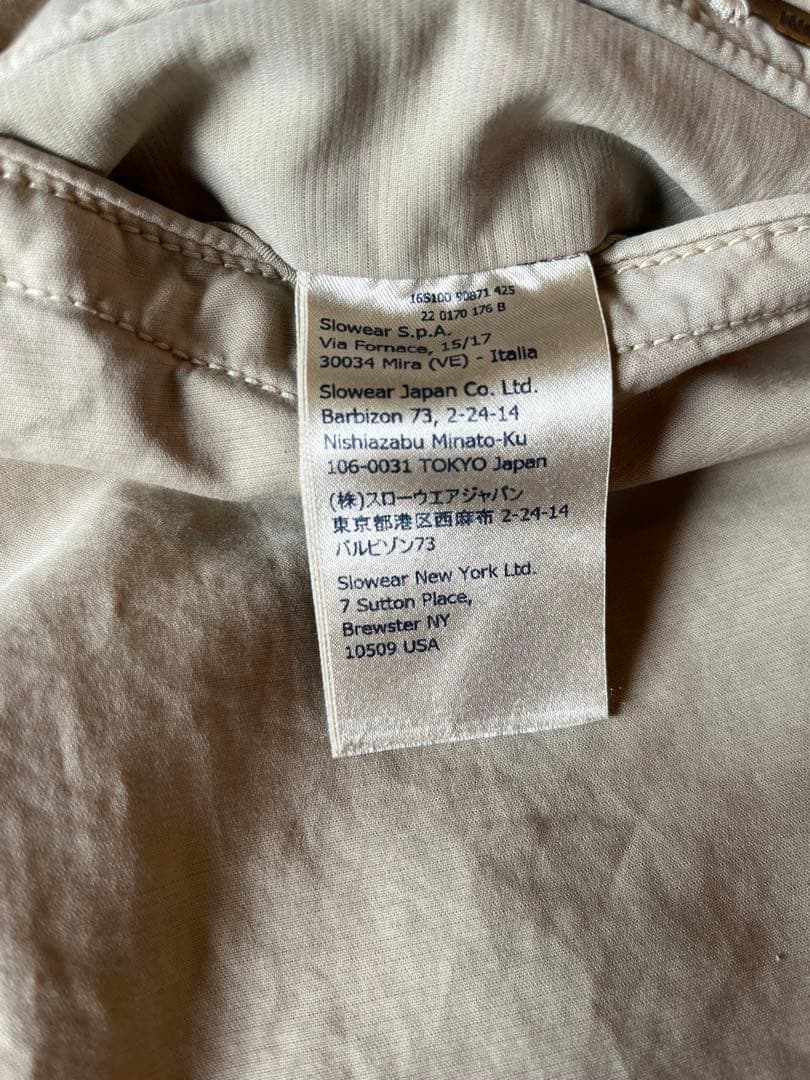 16S100 90871 425
22 0170 176 B
Slowear S.p.A.
Via Fornace, 15/17
30034 Mira (VE) - Italia
Slowear Japan Co. Ltd.
Barbizon 73, 2-24-14
Nishiazabu Minato-Ku
106-0031 TOKYO Japan
(株)スローウエアジャパン
東京都港区西麻布 2-24-14
バルビゾン73
Slowear New York Ltd.
7 Sutton Place,
Brewster NY
10509 USA